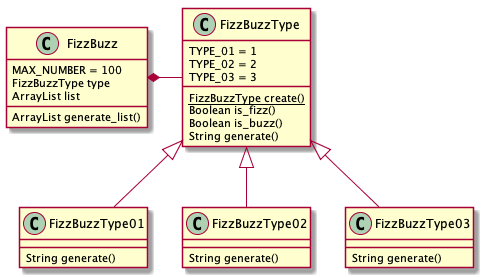 C FizzBuzz
MAX_NUMBER = 100
FizzBuzzType type
ArrayList list
ArrayList generate_list()
C FizzBuzzType
TYPE_01 = 1
TYPE_02 = 2
TYPE_03 = 3
FizzBuzzType create()
Boolean is_fizz()
Boolean is_buzz()
String generate()
C FizzBuzzType01
String generate()
C FizzBuzzType02
String generate()
C FizzBuzzType03
String generate()